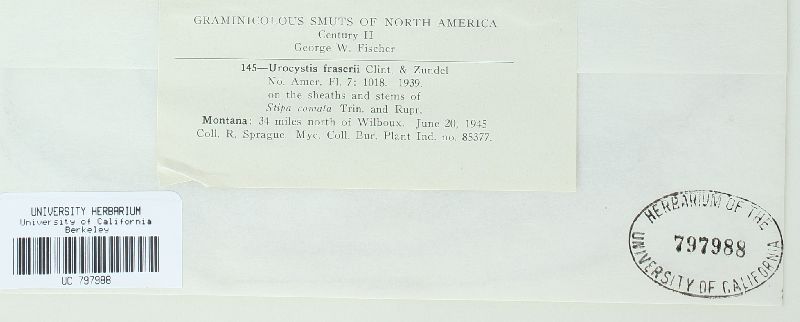 GRAMINICOLOUS SMUTS OF NORTH AMERICA
Century II
George W. Fischer
145—Urocystis fraserii Clint. & Zundel
No. Amer. Fl. 7: 1018. 1939.
on the sheaths and stems of
Stipa comata Trin. and Rupr.
Montana: 34 miles north of Wilboux. June 20, 1945
Coll. R. Sprague. Myc. Coll. Bur. Plant Ind. no. 85377.
UNIVERSITY HERBARIUM
University of California
Berkeley
UC 797988
HERBARIUM OF THE
797988
UNIVERSITY OF CALIFORNIA